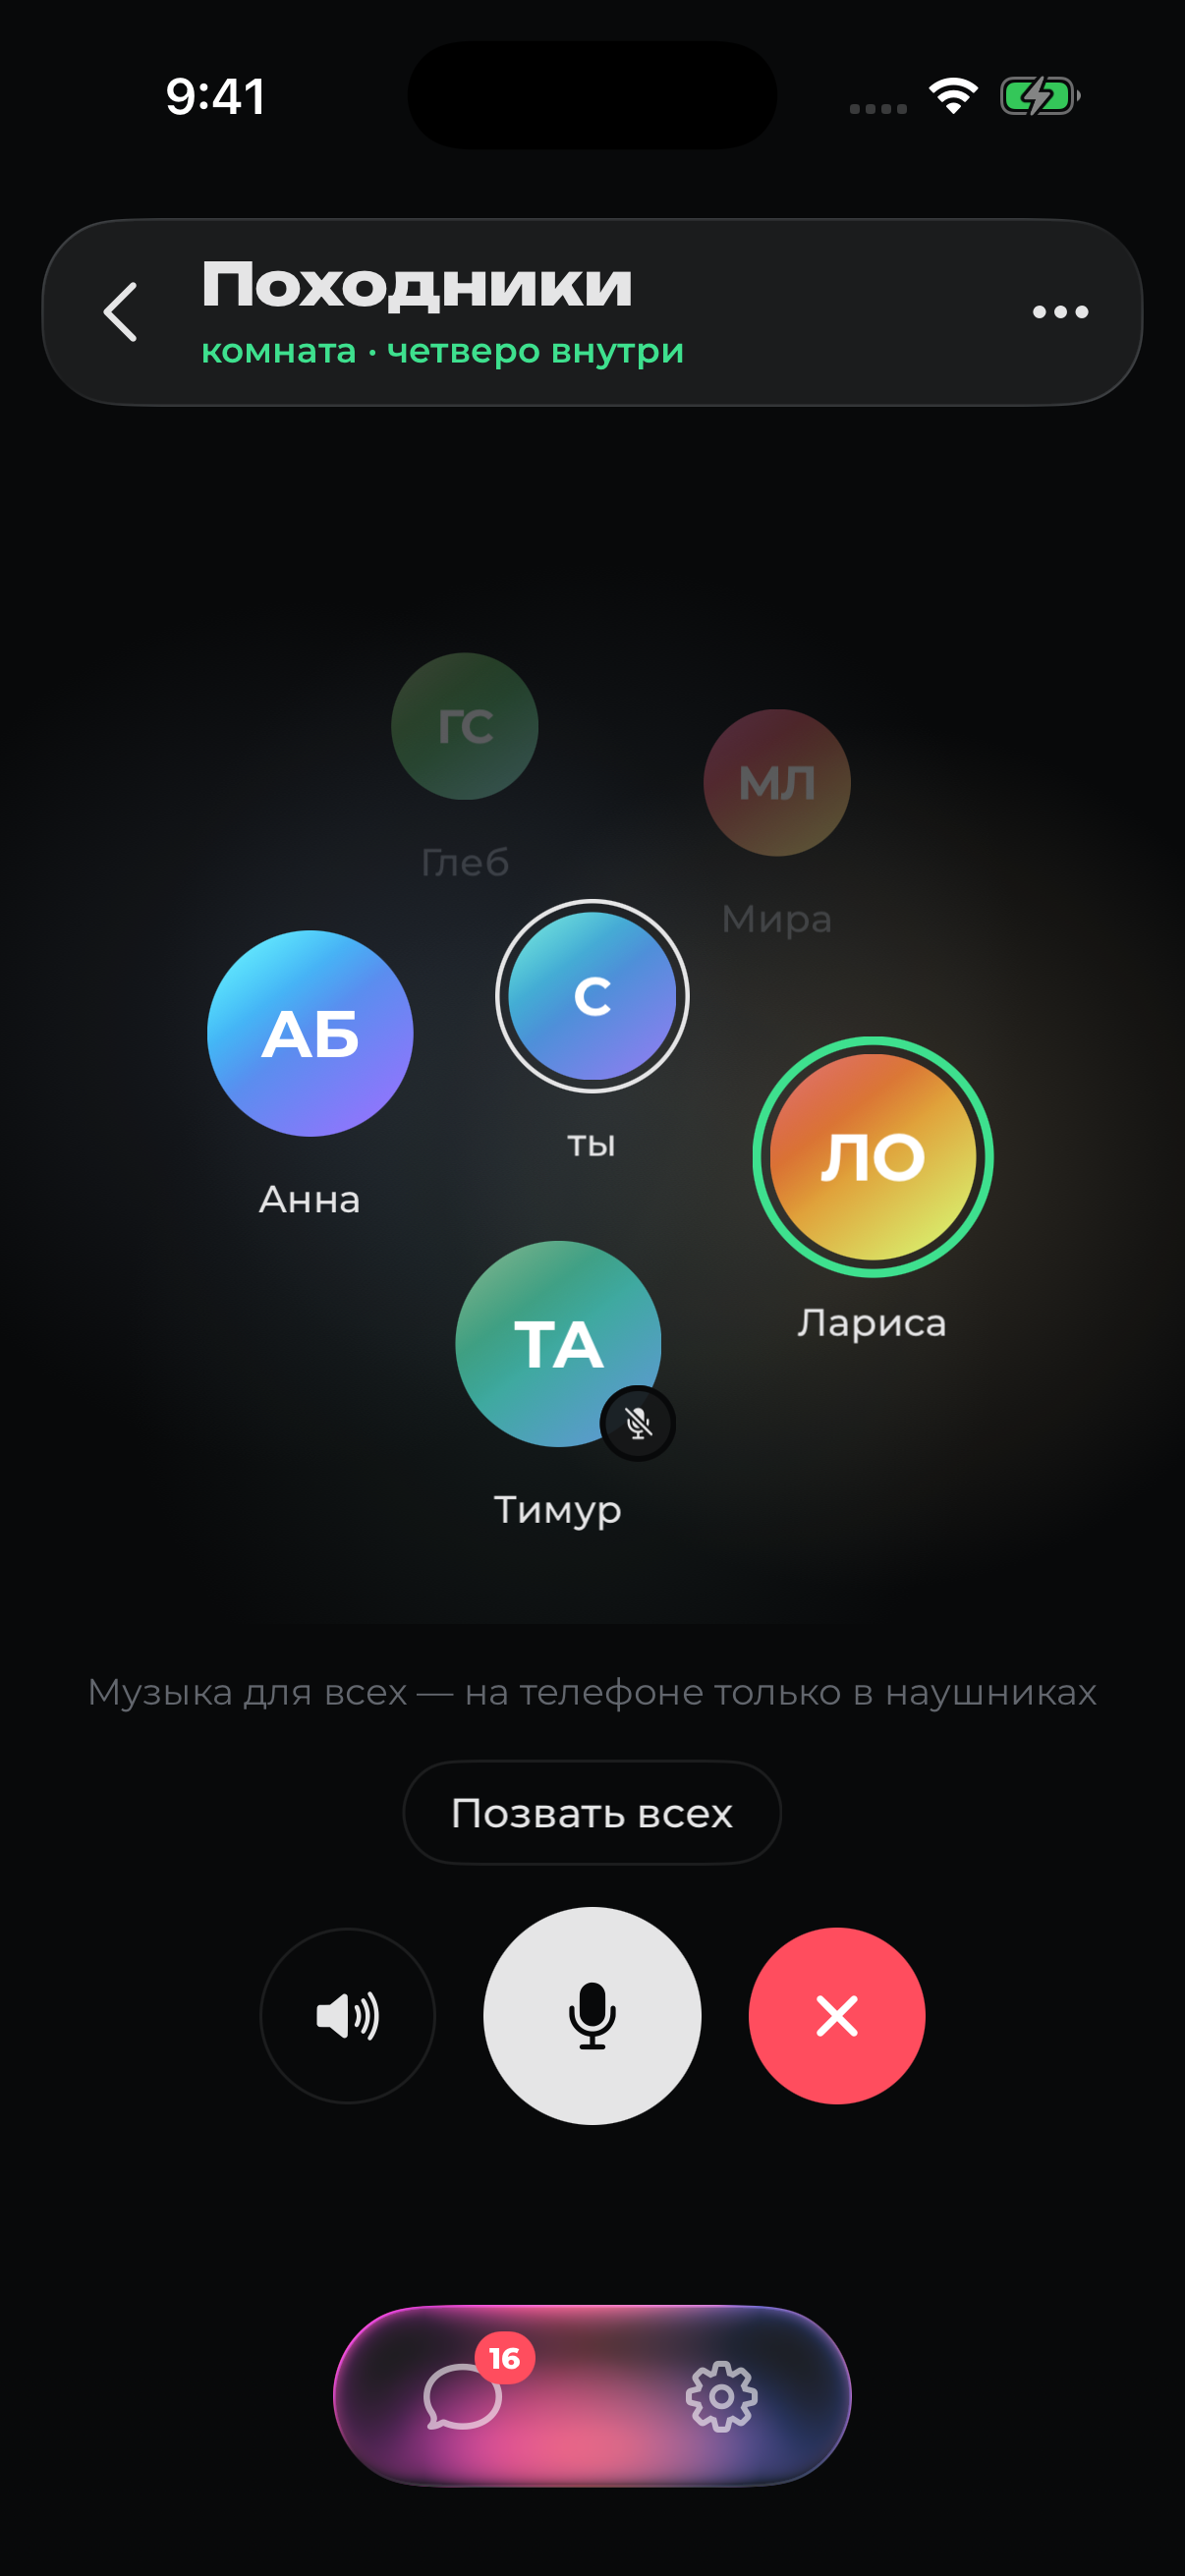 9:41
Походники
комната · четверо внутри
ГС
МЛ
Глеб
Мира
АБ
С
ты
ЛО
Анна
ТА
Лариса
Тимур
Музыка для всех — на телефоне только в наушниках
Позвать всех
16